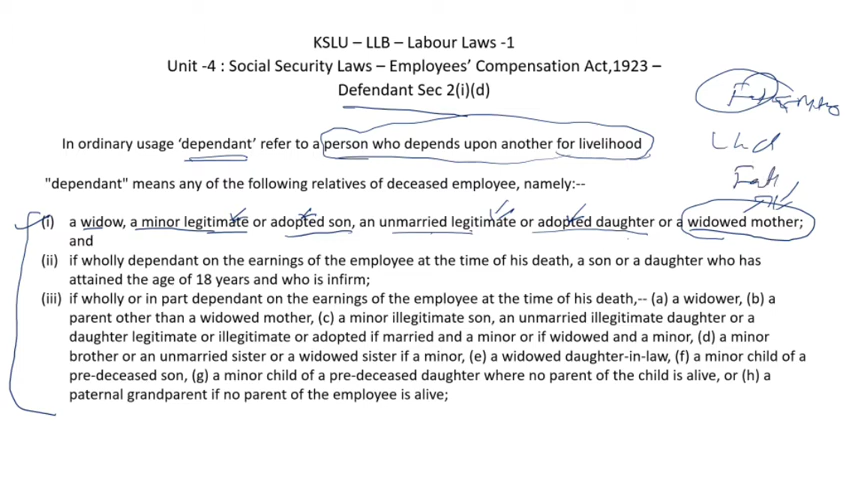 KSLU – LLB – Labour Laws -1
Unit -4 : Social Security Laws – Employees' Compensation Act,1923 –
Defendant Sec 2(i)(d)
In ordinary usage 'dependant' refer to a person who depends upon another for livelihood
"dependant" means any of the following relatives of deceased employee, namely:--
(i) a widow, a minor legitimate or adopted son, an unmarried legitimate or adopted daughter or a widowed mother;
and
(ii) if wholly dependant on the earnings of the employee at the time of his death, a son or a daughter who has
attained the age of 18 years and who is infirm;
(iii) if wholly or in part dependant on the earnings of the employee at the time of his death,-- (a) a widower, (b) a
parent other than a widowed mother, (c) a minor illegitimate son, an unmarried illegitimate daughter or a
daughter legitimate or illegitimate or adopted if married and a minor or if widowed and a minor, (d) a minor
brother or an unmarried sister or a widowed sister if a minor, (e) a widowed daughter-in-law, (f) a minor child of a
pre-deceased son, (g) a minor child of a pre-deceased daughter where no parent of the child is alive, or (h) a
paternal grandparent if no parent of the employee is alive;